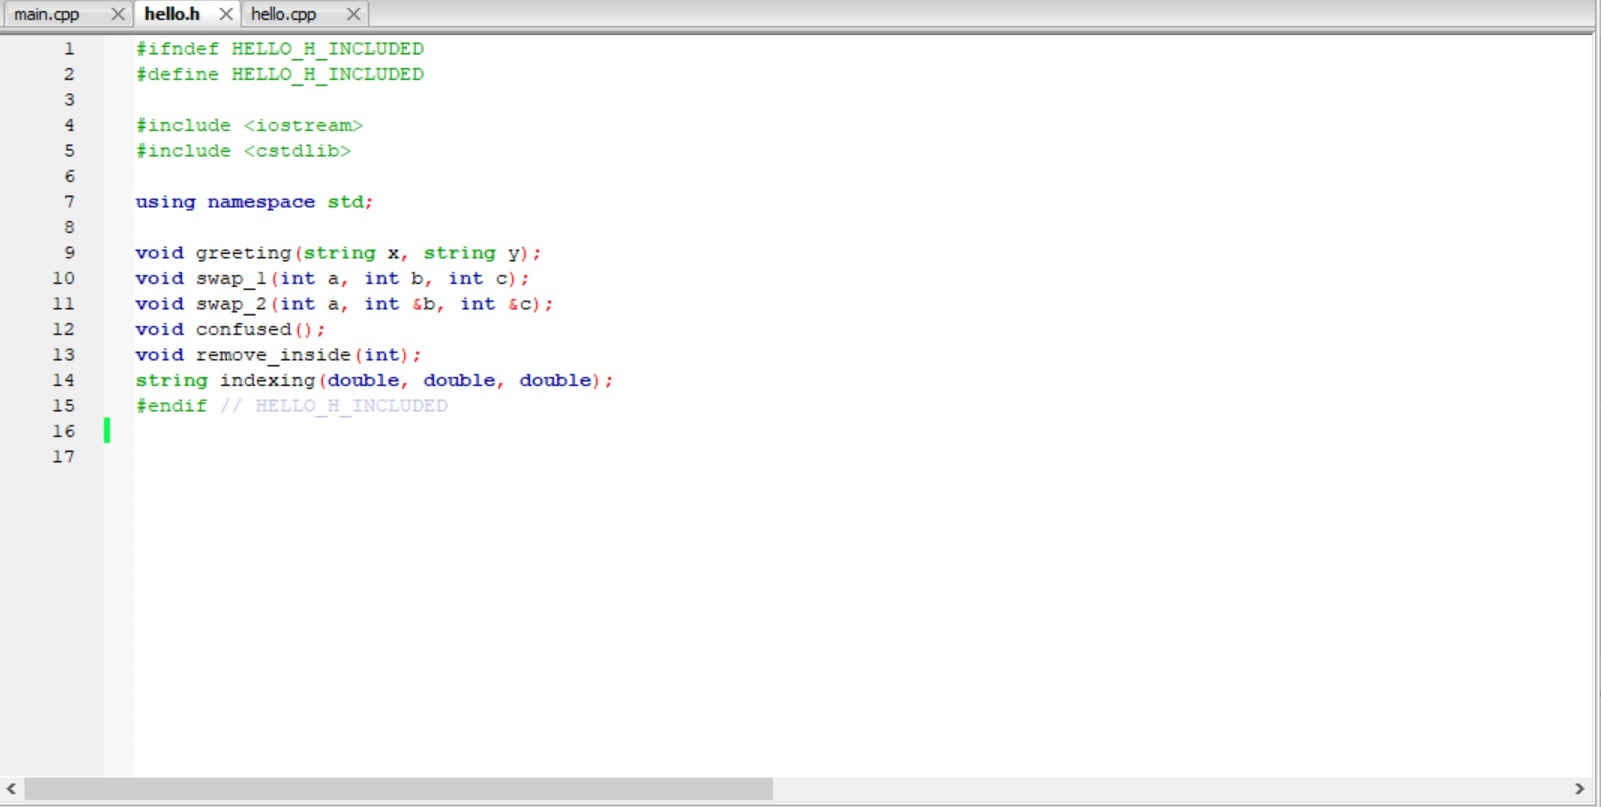 main.cpp hello.h hello.cpp
1 #ifndef HELLO_H_INCLUDED
2 #define HELLO_H_INCLUDED
3
4 #include <iostream>
5 #include <cstdlib>
6
7 using namespace std;
8
9 void greeting(string x, string y);
10 void swap_1(int a, int b, int c);
11 void swap_2(int a, int &b, int &c);
12 void confused();
13 void remove_inside(int);
14 string indexing(double, double, double);
15 #endif // HELLO_H_INCLUDED
16
17